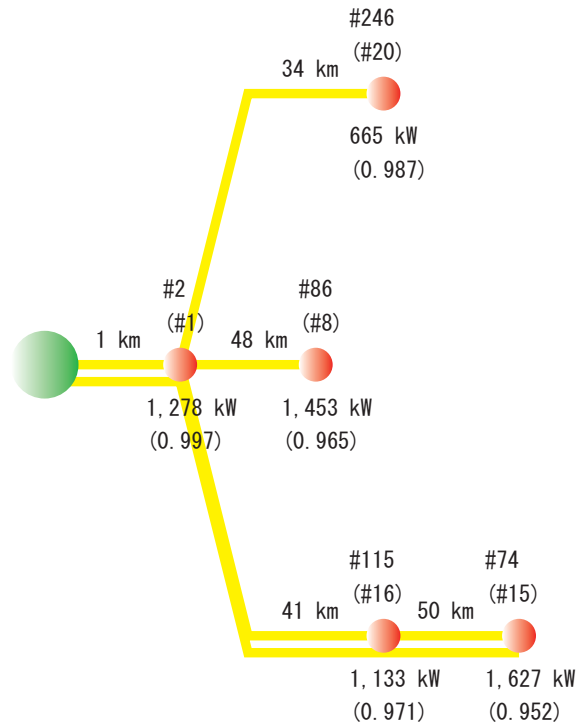 #246
(#20)
34 km
665 kW
(0.987)
#2
(#1)
1 km
#86
(#8)
48 km
1,278 kW
(0.997)
1,453 kW
(0.965)
#115
(#16)
41 km
#74
(#15)
50 km
1,133 kW
(0.971)
1,627 kW
(0.952)